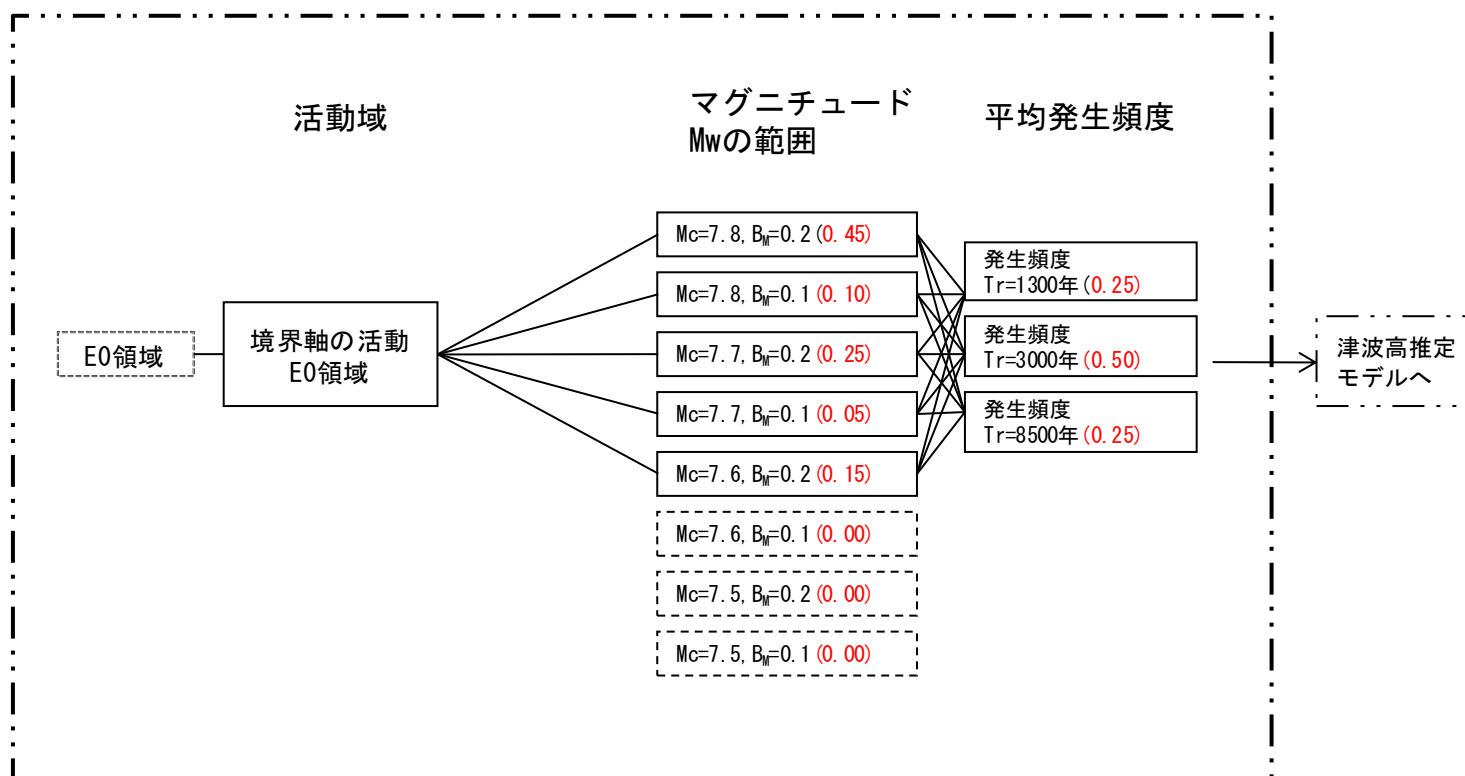 活動域
マグニチュード
Mwの範囲
平均発生頻度
E0領域
境界軸の活動
E0領域
Mc=7.8, BM=0.2 (0.45)
Mc=7.8, BM=0.1 (0.10)
Mc=7.7, BM=0.2 (0.25)
Mc=7.7, BM=0.1 (0.05)
Mc=7.6, BM=0.2 (0.15)
Mc=7.6, BM=0.1 (0.00)
Mc=7.5, BM=0.2 (0.00)
Mc=7.5, BM=0.1 (0.00)
発生頻度
Tr=1300年(0.25)
発生頻度
Tr=3000年(0.50)
発生頻度
Tr=8500年(0.25)
津波高推定
モデルへ